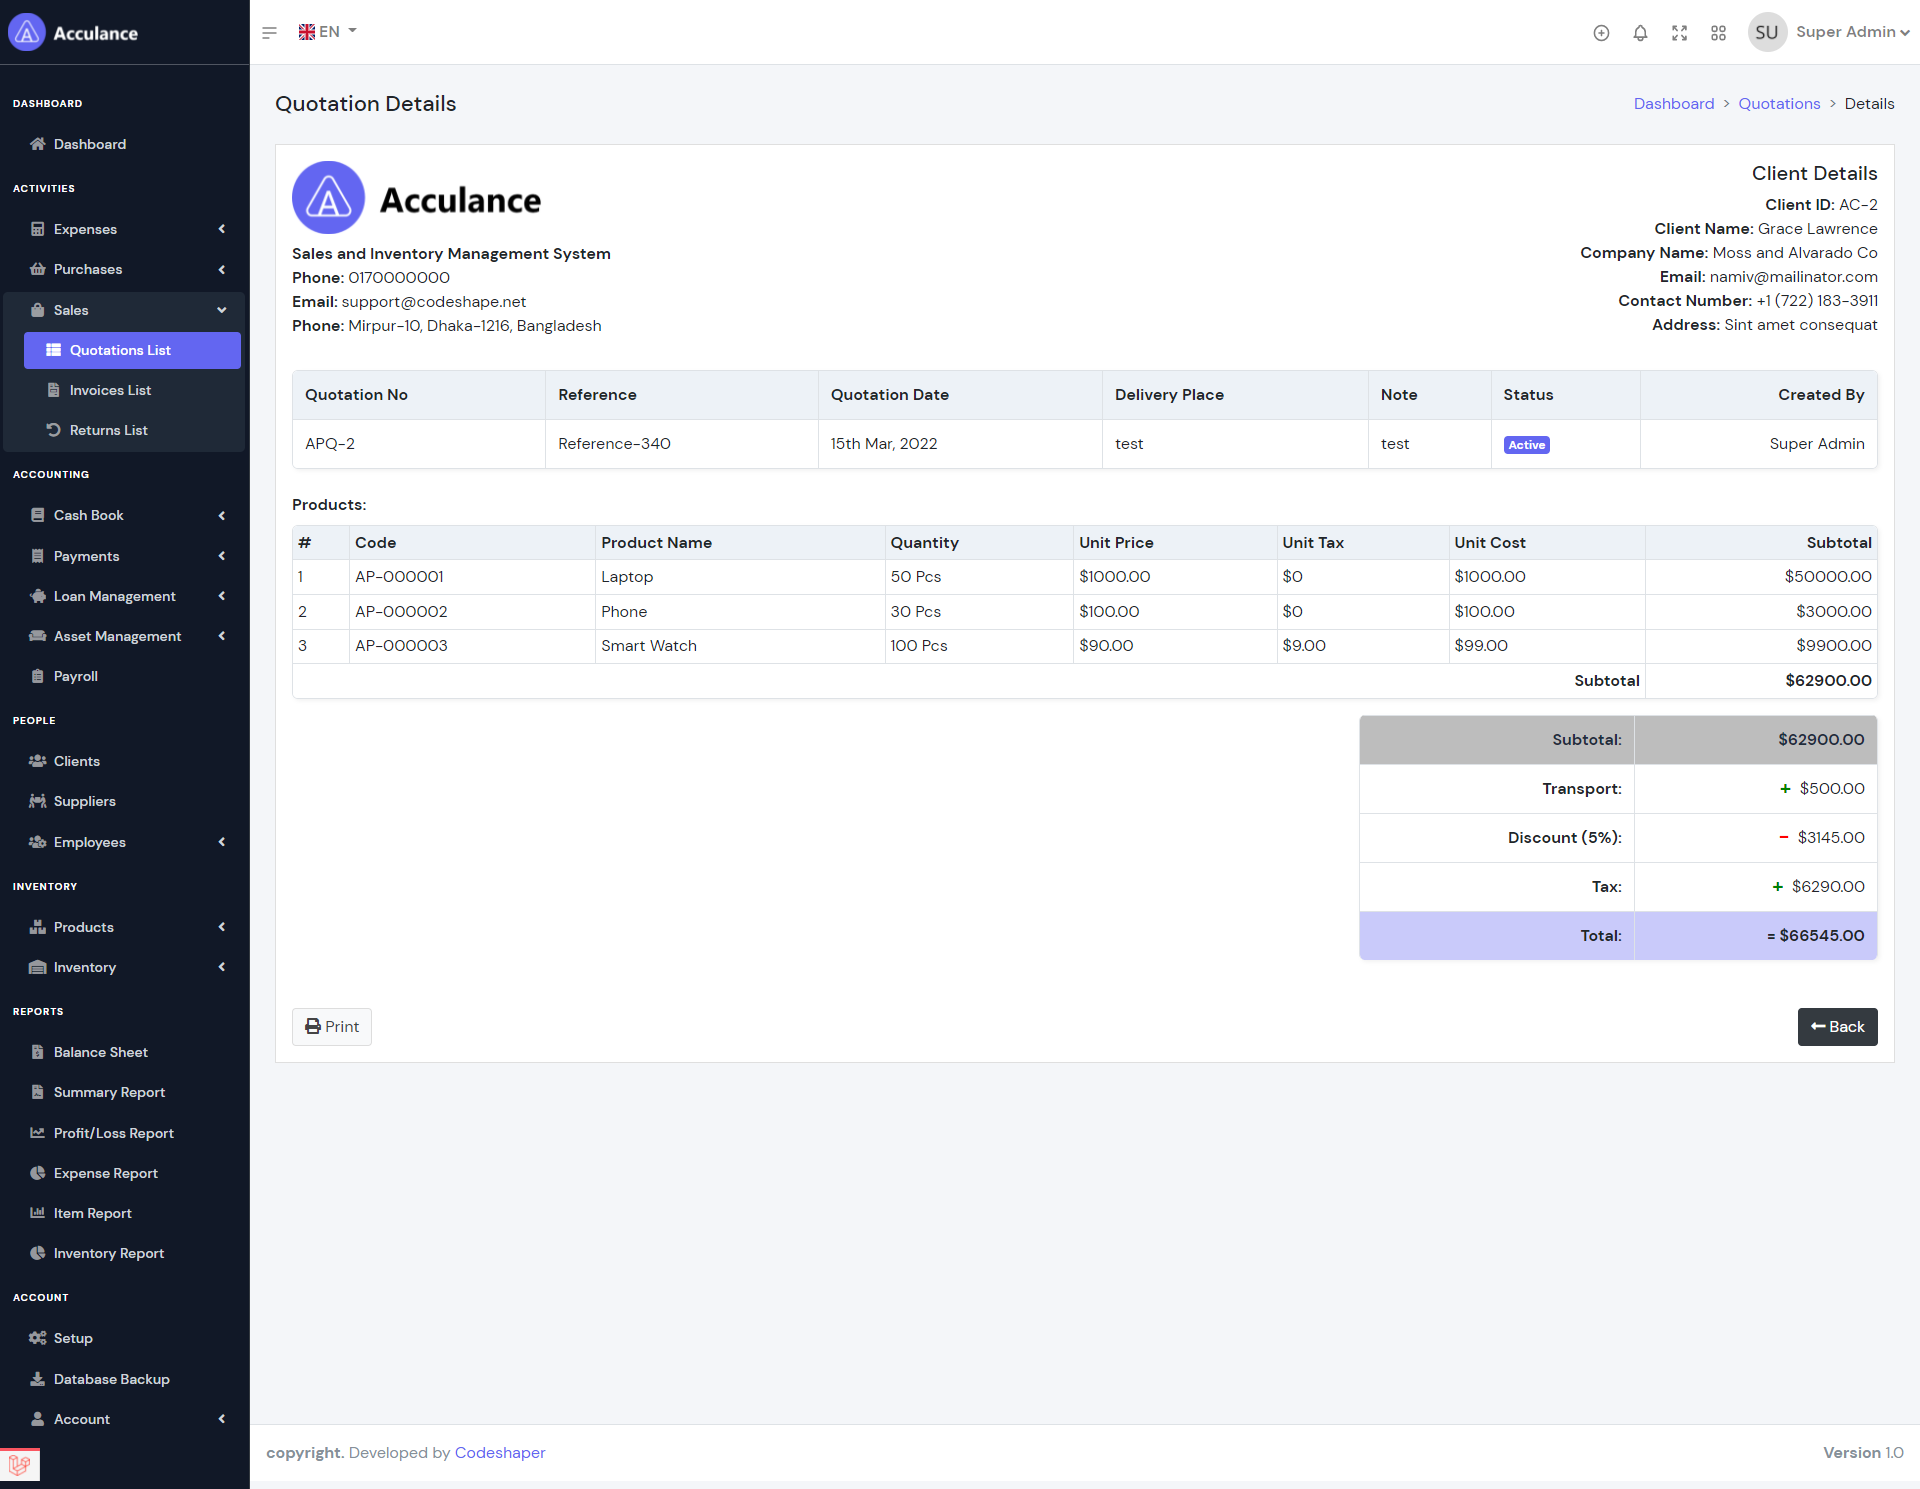 Acculance
DASHBOARD
Dashboard
ACTIVITIES
Expenses
Purchases
Sales
Quotations List
Invoices List
Returns List
ACCOUNTING
Cash Book
Payments
Loan Management
Asset Management
Payroll
PEOPLE
Clients
Suppliers
Employees
INVENTORY
Products
Inventory
REPORTS
Balance Sheet
Summary Report
Profit/Loss Report
Expense Report
Item Report
Inventory Report
ACCOUNT
Setup
Database Backup
Account
EN
SU Super Admin
Quotation Details
Dashboard > Quotations > Details
Acculance
Sales and Inventory Management System
Phone: 0170000000
Email: support@codeshape.net
Phone: Mirpur-10, Dhaka-1216, Bangladesh
Client Details
Client ID: AC-2
Client Name: Grace Lawrence
Company Name: Moss and Alvarado Co
Email: namiv@mailinator.com
Contact Number: +1 (722) 183-3911
Address: Sint amet consequat
Quotation No Reference Quotation Date Delivery Place Note Status Created By
APQ-2 Reference-340 15th Mar, 2022 test test Active Super Admin
Products:
# Code Product Name Quantity Unit Price Unit Tax Unit Cost Subtotal
1 AP-000001 Laptop 50 Pcs $1000.00 $0 $1000.00 $50000.00
2 AP-000002 Phone 30 Pcs $100.00 $0 $100.00 $3000.00
3 AP-000003 Smart Watch 100 Pcs $90.00 $9.00 $99.00 $9900.00
Subtotal $62900.00
Subtotal: $62900.00
Transport: + $500.00
Discount (5%): - $3145.00
Tax: + $6290.00
Total: = $66545.00
Print
Back
copyright. Developed by Codeshaper
Version 1.0